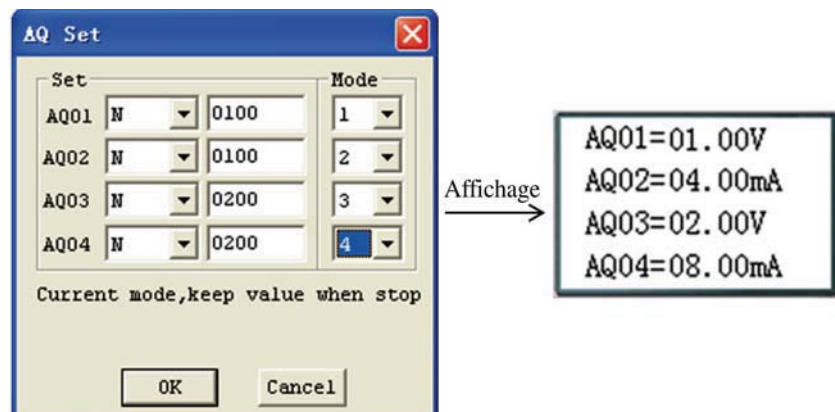 AQ Set
Set Mode
AQ01 N 0100 1
AQ02 N 0100 2
AQ03 N 0200 3
AQ04 N 0200 4
Current mode,keep value when stop
OK Cancel
Affichage
AQ01=01.00V
AQ02=04.00mA
AQ03=02.00V
AQ04=08.00mA